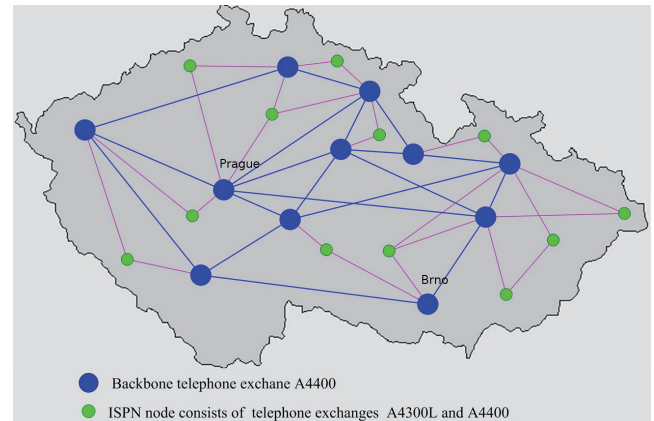 Prague
Brno
Backbone telephone exchane A4400
ISPN node consists of telephone exchanges A4300L and A4400